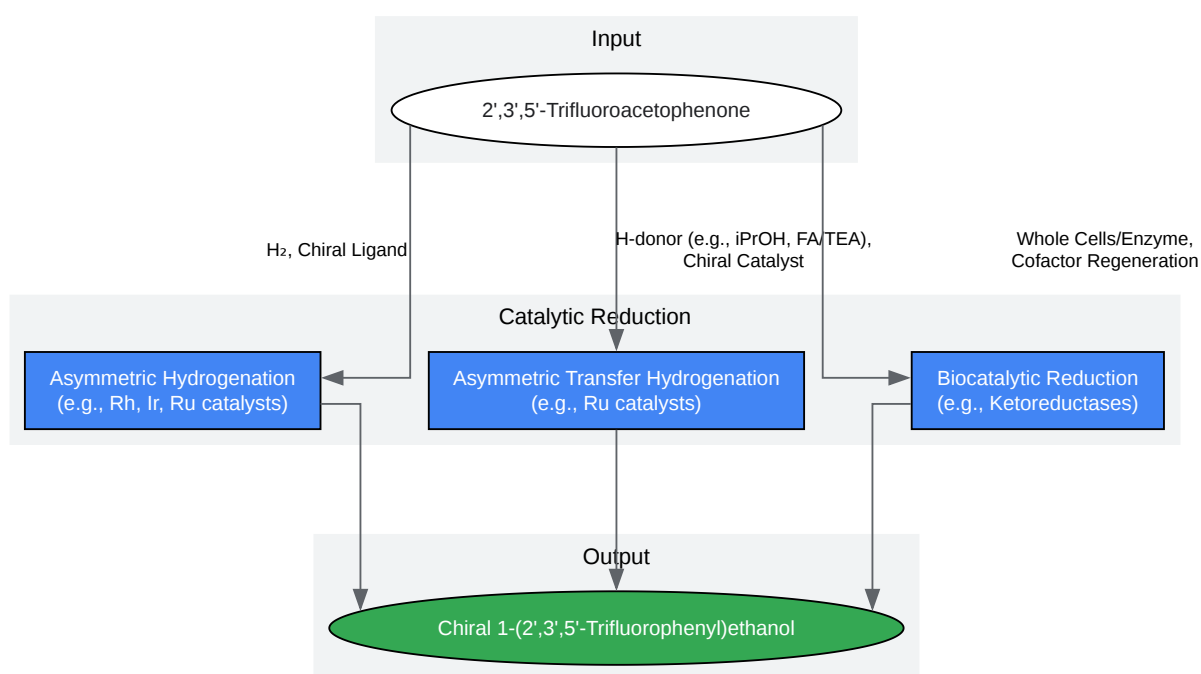 Input
2',3',5'-Trifluoroacetophenone
H₂, Chiral Ligand
H-donor (e.g., iPrOH, FA/TEA),
Chiral Catalyst
Whole Cells/Enzyme,
Cofactor Regeneration
Catalytic Reduction
Asymmetric Hydrogenation
(e.g., Rh, Ir, Ru catalysts)
Asymmetric Transfer Hydrogenation
(e.g., Ru catalysts)
Biocatalytic Reduction
(e.g., Ketoreductases)
Output
Chiral 1-(2',3',5'-Trifluorophenyl)ethanol